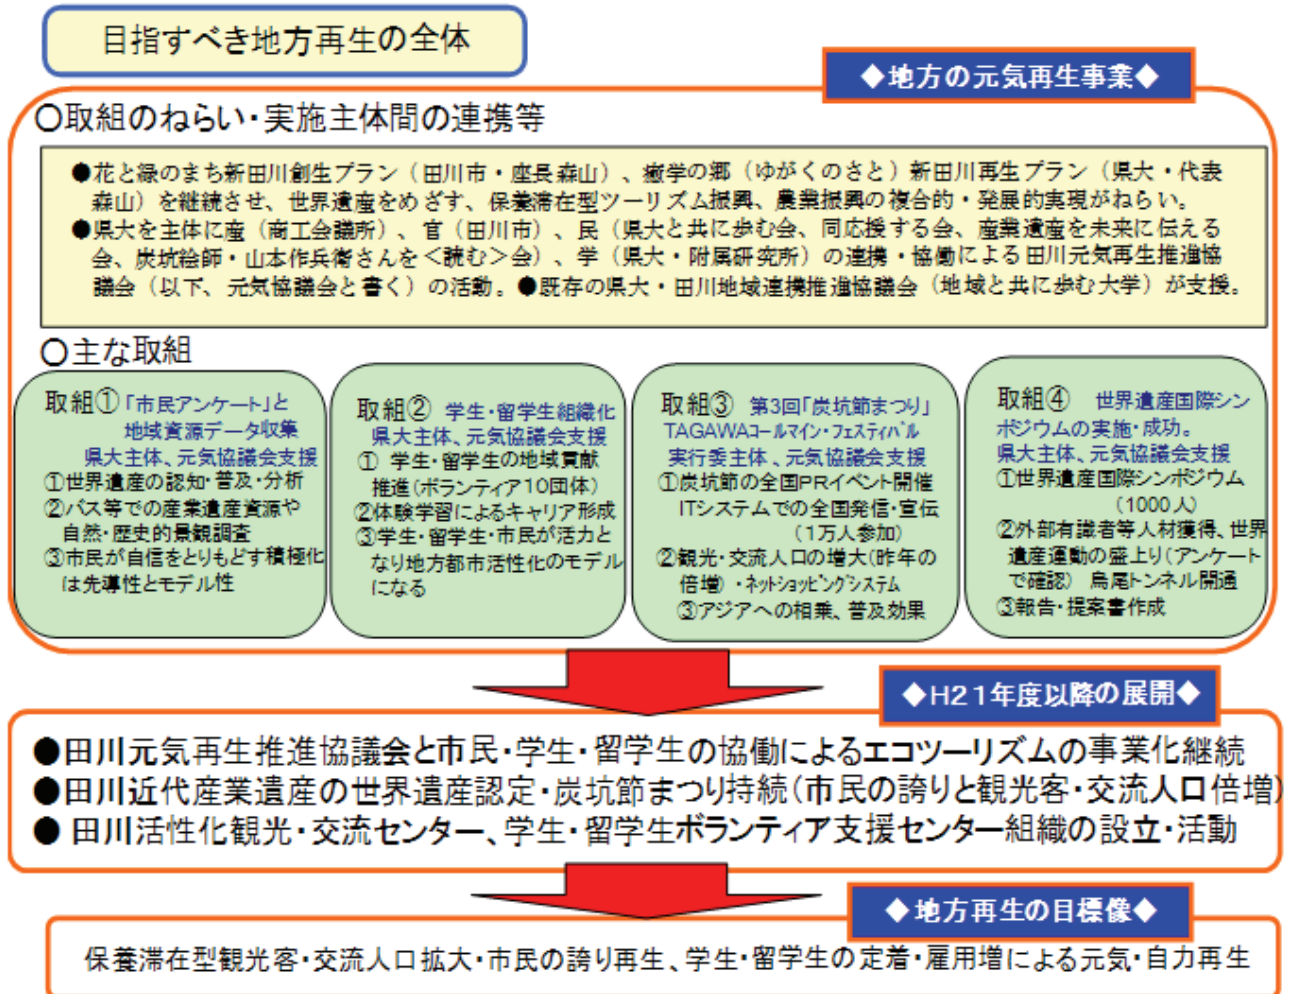 目指すべき地方再生の全体
◆地方の元気再生事業◆
○取組のねらい・実施主体間の連携等
●花と緑のまち新田川創生プラン（田川市・座長森山）、癒学の郷（ゆがくのさと）新田川再生プラン（県大・代表
森山）を継続させ、世界遺産をめざす、保養滞在型ツーリズム振興、農業振興の複合的・発展的実現がねらい。
●県大を主体に産（商工会議所）、官（田川市）、民（県大と共に歩む会、同応援する会、産業遺産を未来に伝える
会、炭坑絵師・山本作兵衛さんを＜読む＞会）、学（県大・附属研究所）の連携・協働による田川元気再生推進協
議会（以下、元気協議会と書く）の活動。●既存の県大・田川地域連携推進協議会（地域と共に歩む大学）が支援。
○主な取組
取組① 「市民アンケート」と
地域資源データ収集
県大主体、元気協議会支援
①世界遺産の認知・普及・分析
②バス等での産業遺産資源や
自然・歴史的景観調査
③市民が自信をとりもどす積極化
は先導性とモデル性
取組② 学生・留学生組織化
県大主体、元気協議会支援
① 学生・留学生の地域貢献
推進(ボランティア10団体)
②体験学習によるキャリア形成
③学生・留学生・市民が活力と
なり地方都市活性化のモデル
になる
取組③ 第3回「炭坑節まつり」
TAGAWAコールマイン・フェスティバル
実行委主体、元気協議会支援
①炭坑節の全国PRイベント開催
ITシステムでの全国発信・宣伝
(1万人参加)
②観光・交流人口の増大(昨年の
倍増)・ネットショッピングシステム
③アジアへの相乗、普及効果
取組④ 世界遺産国際シン
ポジウムの実施・成功。
県大主体、元気協議会支援
①世界遺産国際シンポジウム
(1000人)
②外部有識者等人材獲得、世界
遺産運動の盛上り(アンケート
で確認) 烏尾トンネル開通
③報告・提案書作成
◆H21年度以降の展開◆
●田川元気再生推進協議会と市民・学生・留学生の協働によるエコツーリズムの事業化継続
●田川近代産業遺産の世界遺産認定・炭坑節まつり持続(市民の誇りと観光客・交流人口倍増)
● 田川活性化観光・交流センター、学生・留学生ボランティア支援センター組織の設立・活動
◆地方再生の目標像◆
保養滞在型観光客・交流人口拡大・市民の誇り再生、学生・留学生の定着・雇用増による元気・自力再生